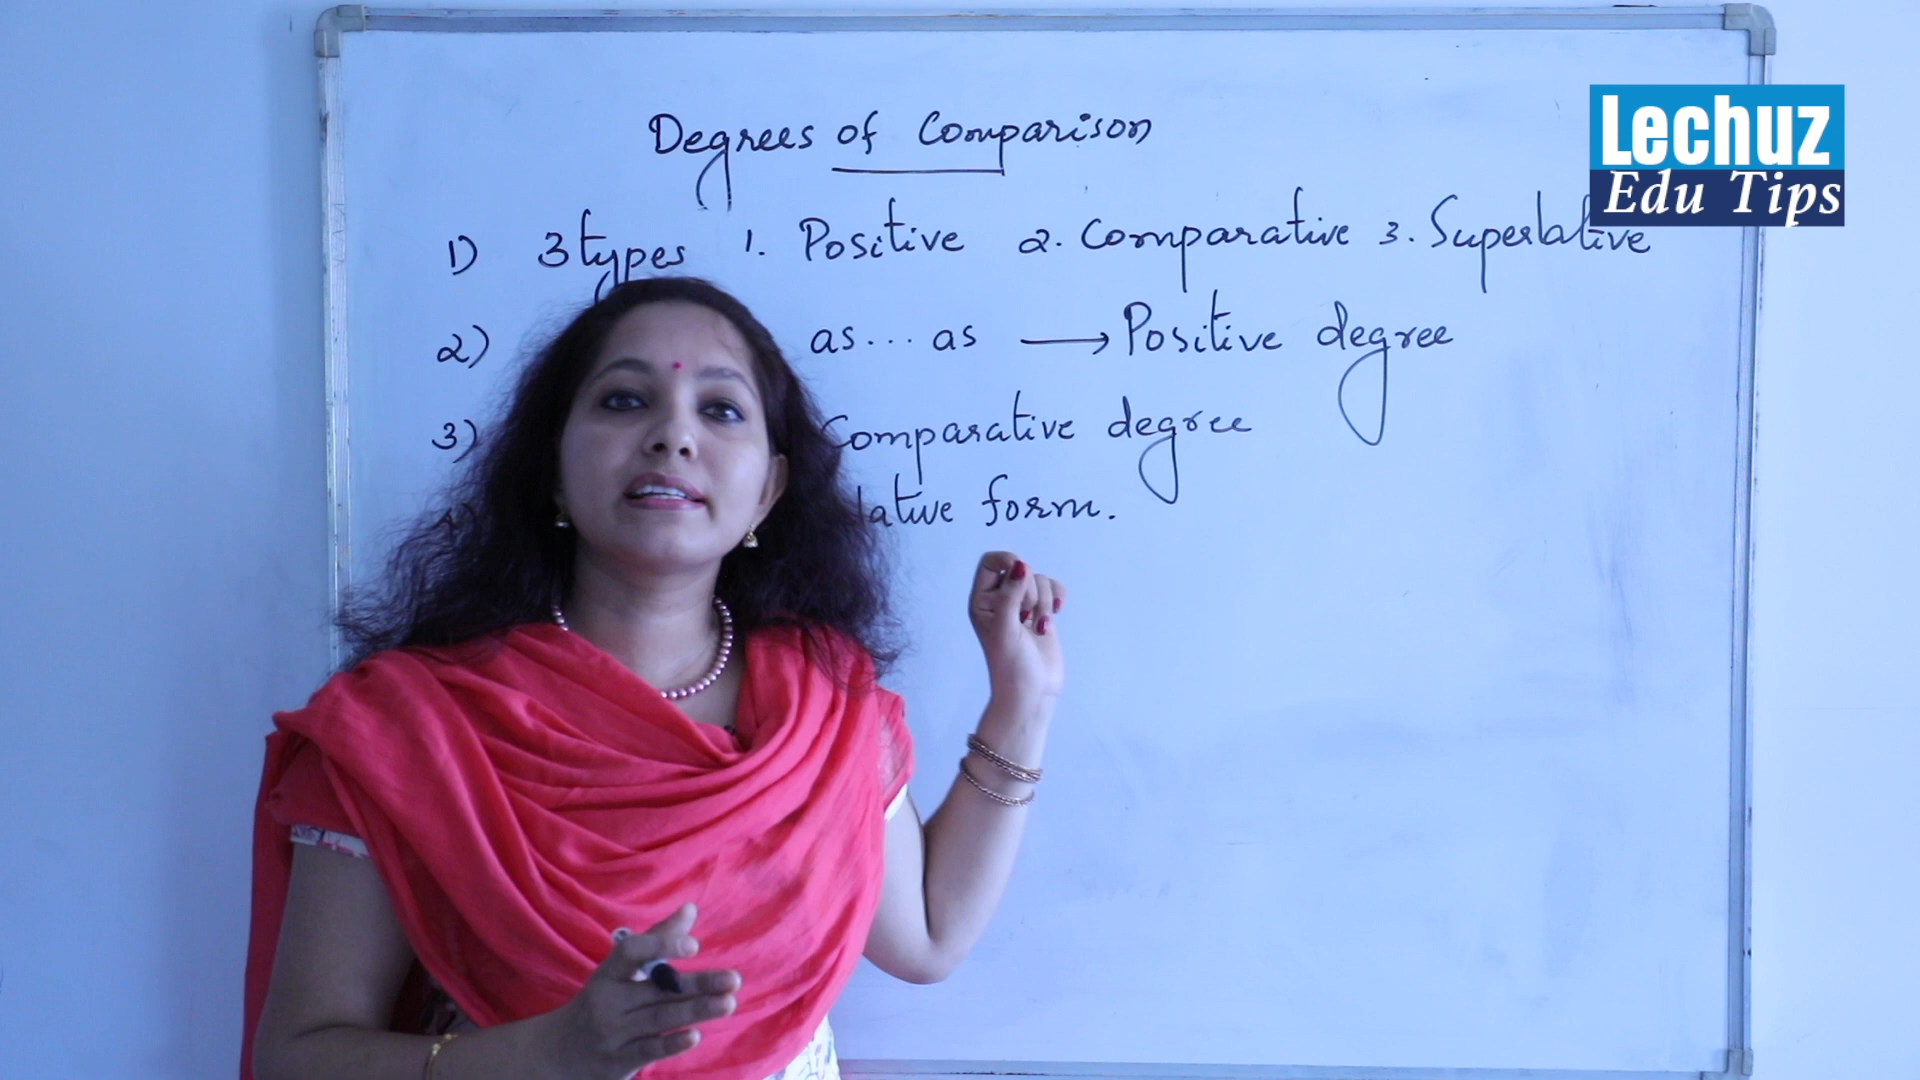 Degrees of Comparison
Lechuz
Edu Tips
1) 3 types 1. Positive 2. Comparative 3. Superlative
2) as... as → Positive degree
3) Comparative degree
lative form.